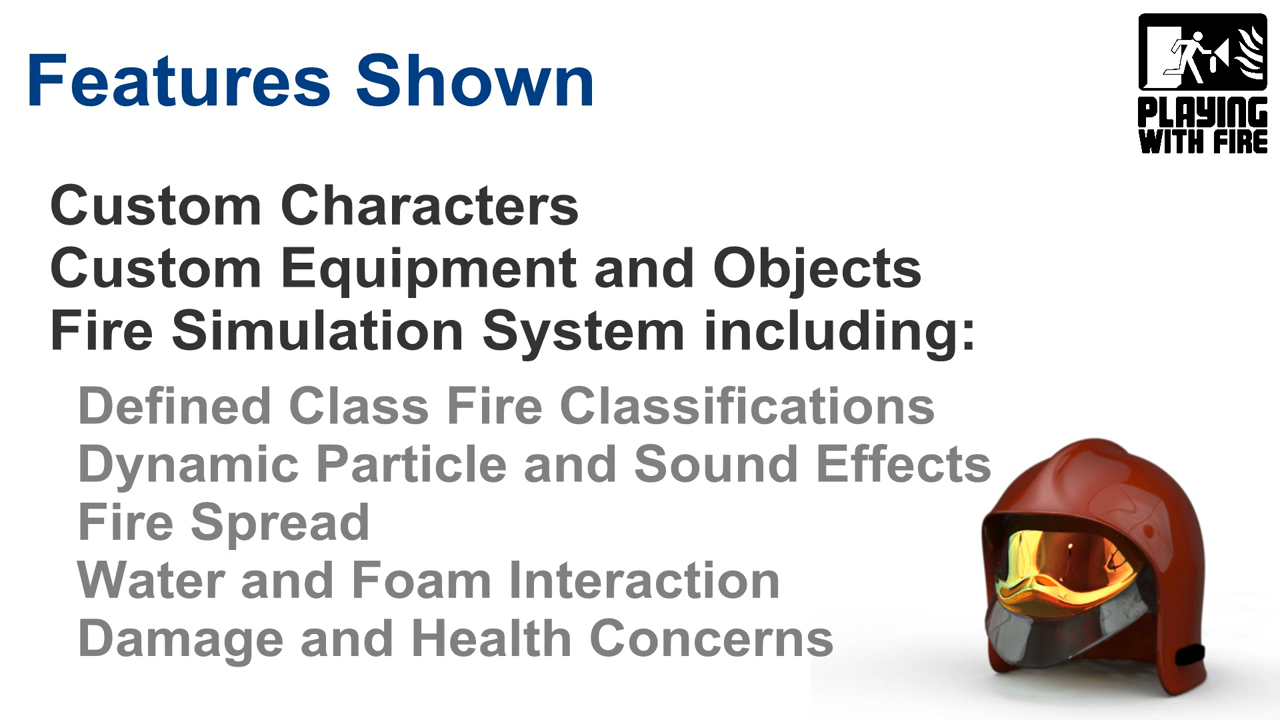 Features Shown
PLAYING
WITH FIRE
Custom Characters
Custom Equipment and Objects
Fire Simulation System including:
Defined Class Fire Classifications
Dynamic Particle and Sound Effects
Fire Spread
Water and Foam Interaction
Damage and Health Concerns